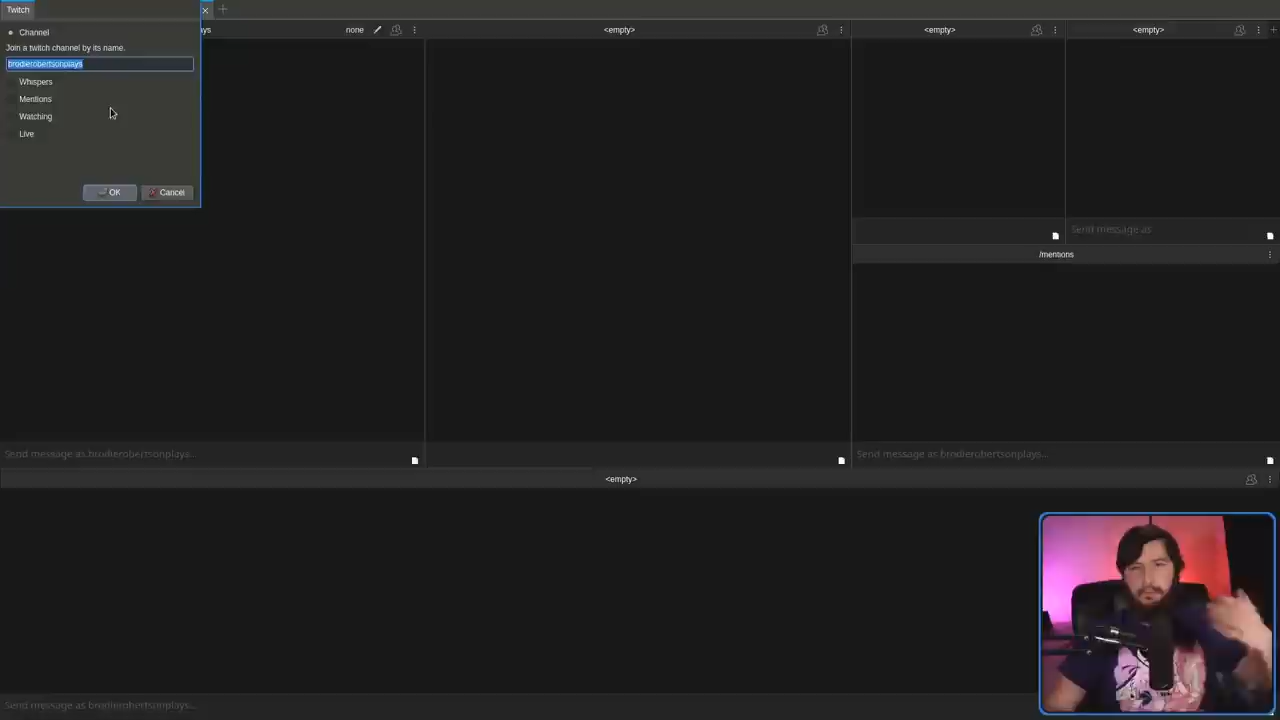 Twitch
Channel
Join a twitch channel by its name.
brodierobertsonplays
Whispers
Mentions
Watching
Live
OK
Cancel
ays
none
<empty>
<empty>
<empty>
Send message as
/mentions
Send message as brodierobertsonplays...
Send message as brodierobertsonplays...
<empty>
Send message as brodierobertsonplays...